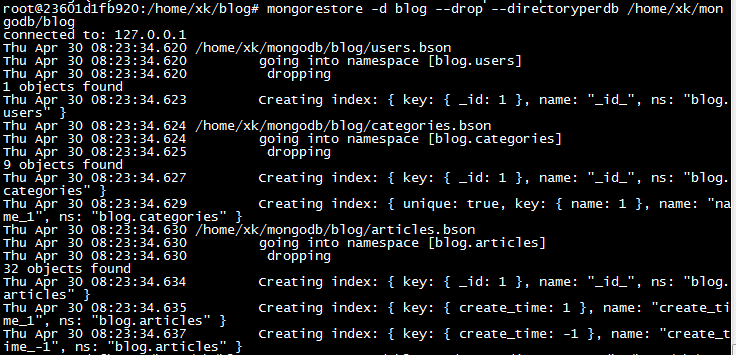 root@23601d1fb920:/home/xk/blog# mongorestore -d blog --drop --directoryperdb /home/xk/mon
godb/blog
connected to: 127.0.0.1
Thu Apr 30 08:23:34.620 /home/xk/mongodb/blog/users.bson
Thu Apr 30 08:23:34.620         going into namespace [blog.users]
Thu Apr 30 08:23:34.620          dropping
1 objects found
Thu Apr 30 08:23:34.623         Creating index: { key: { _id: 1 }, name: "_id_", ns: "blog.
users" }
Thu Apr 30 08:23:34.624 /home/xk/mongodb/blog/categories.bson
Thu Apr 30 08:23:34.624         going into namespace [blog.categories]
Thu Apr 30 08:23:34.625          dropping
9 objects found
Thu Apr 30 08:23:34.627         Creating index: { key: { _id: 1 }, name: "_id_", ns: "blog.
categories" }
Thu Apr 30 08:23:34.629         Creating index: { unique: true, key: { name: 1 }, name: "na
me_1", ns: "blog.categories" }
Thu Apr 30 08:23:34.630 /home/xk/mongodb/blog/articles.bson
Thu Apr 30 08:23:34.630         going into namespace [blog.articles]
Thu Apr 30 08:23:34.630          dropping
32 objects found
Thu Apr 30 08:23:34.634         Creating index: { key: { _id: 1 }, name: "_id_", ns: "blog.
articles" }
Thu Apr 30 08:23:34.635         Creating index: { key: { create_time: 1 }, name: "create_ti
me_1", ns: "blog.articles" }
Thu Apr 30 08:23:34.637         Creating index: { key: { create_time: -1 }, name: "create_t
ime_-1", ns: "blog.articles" }